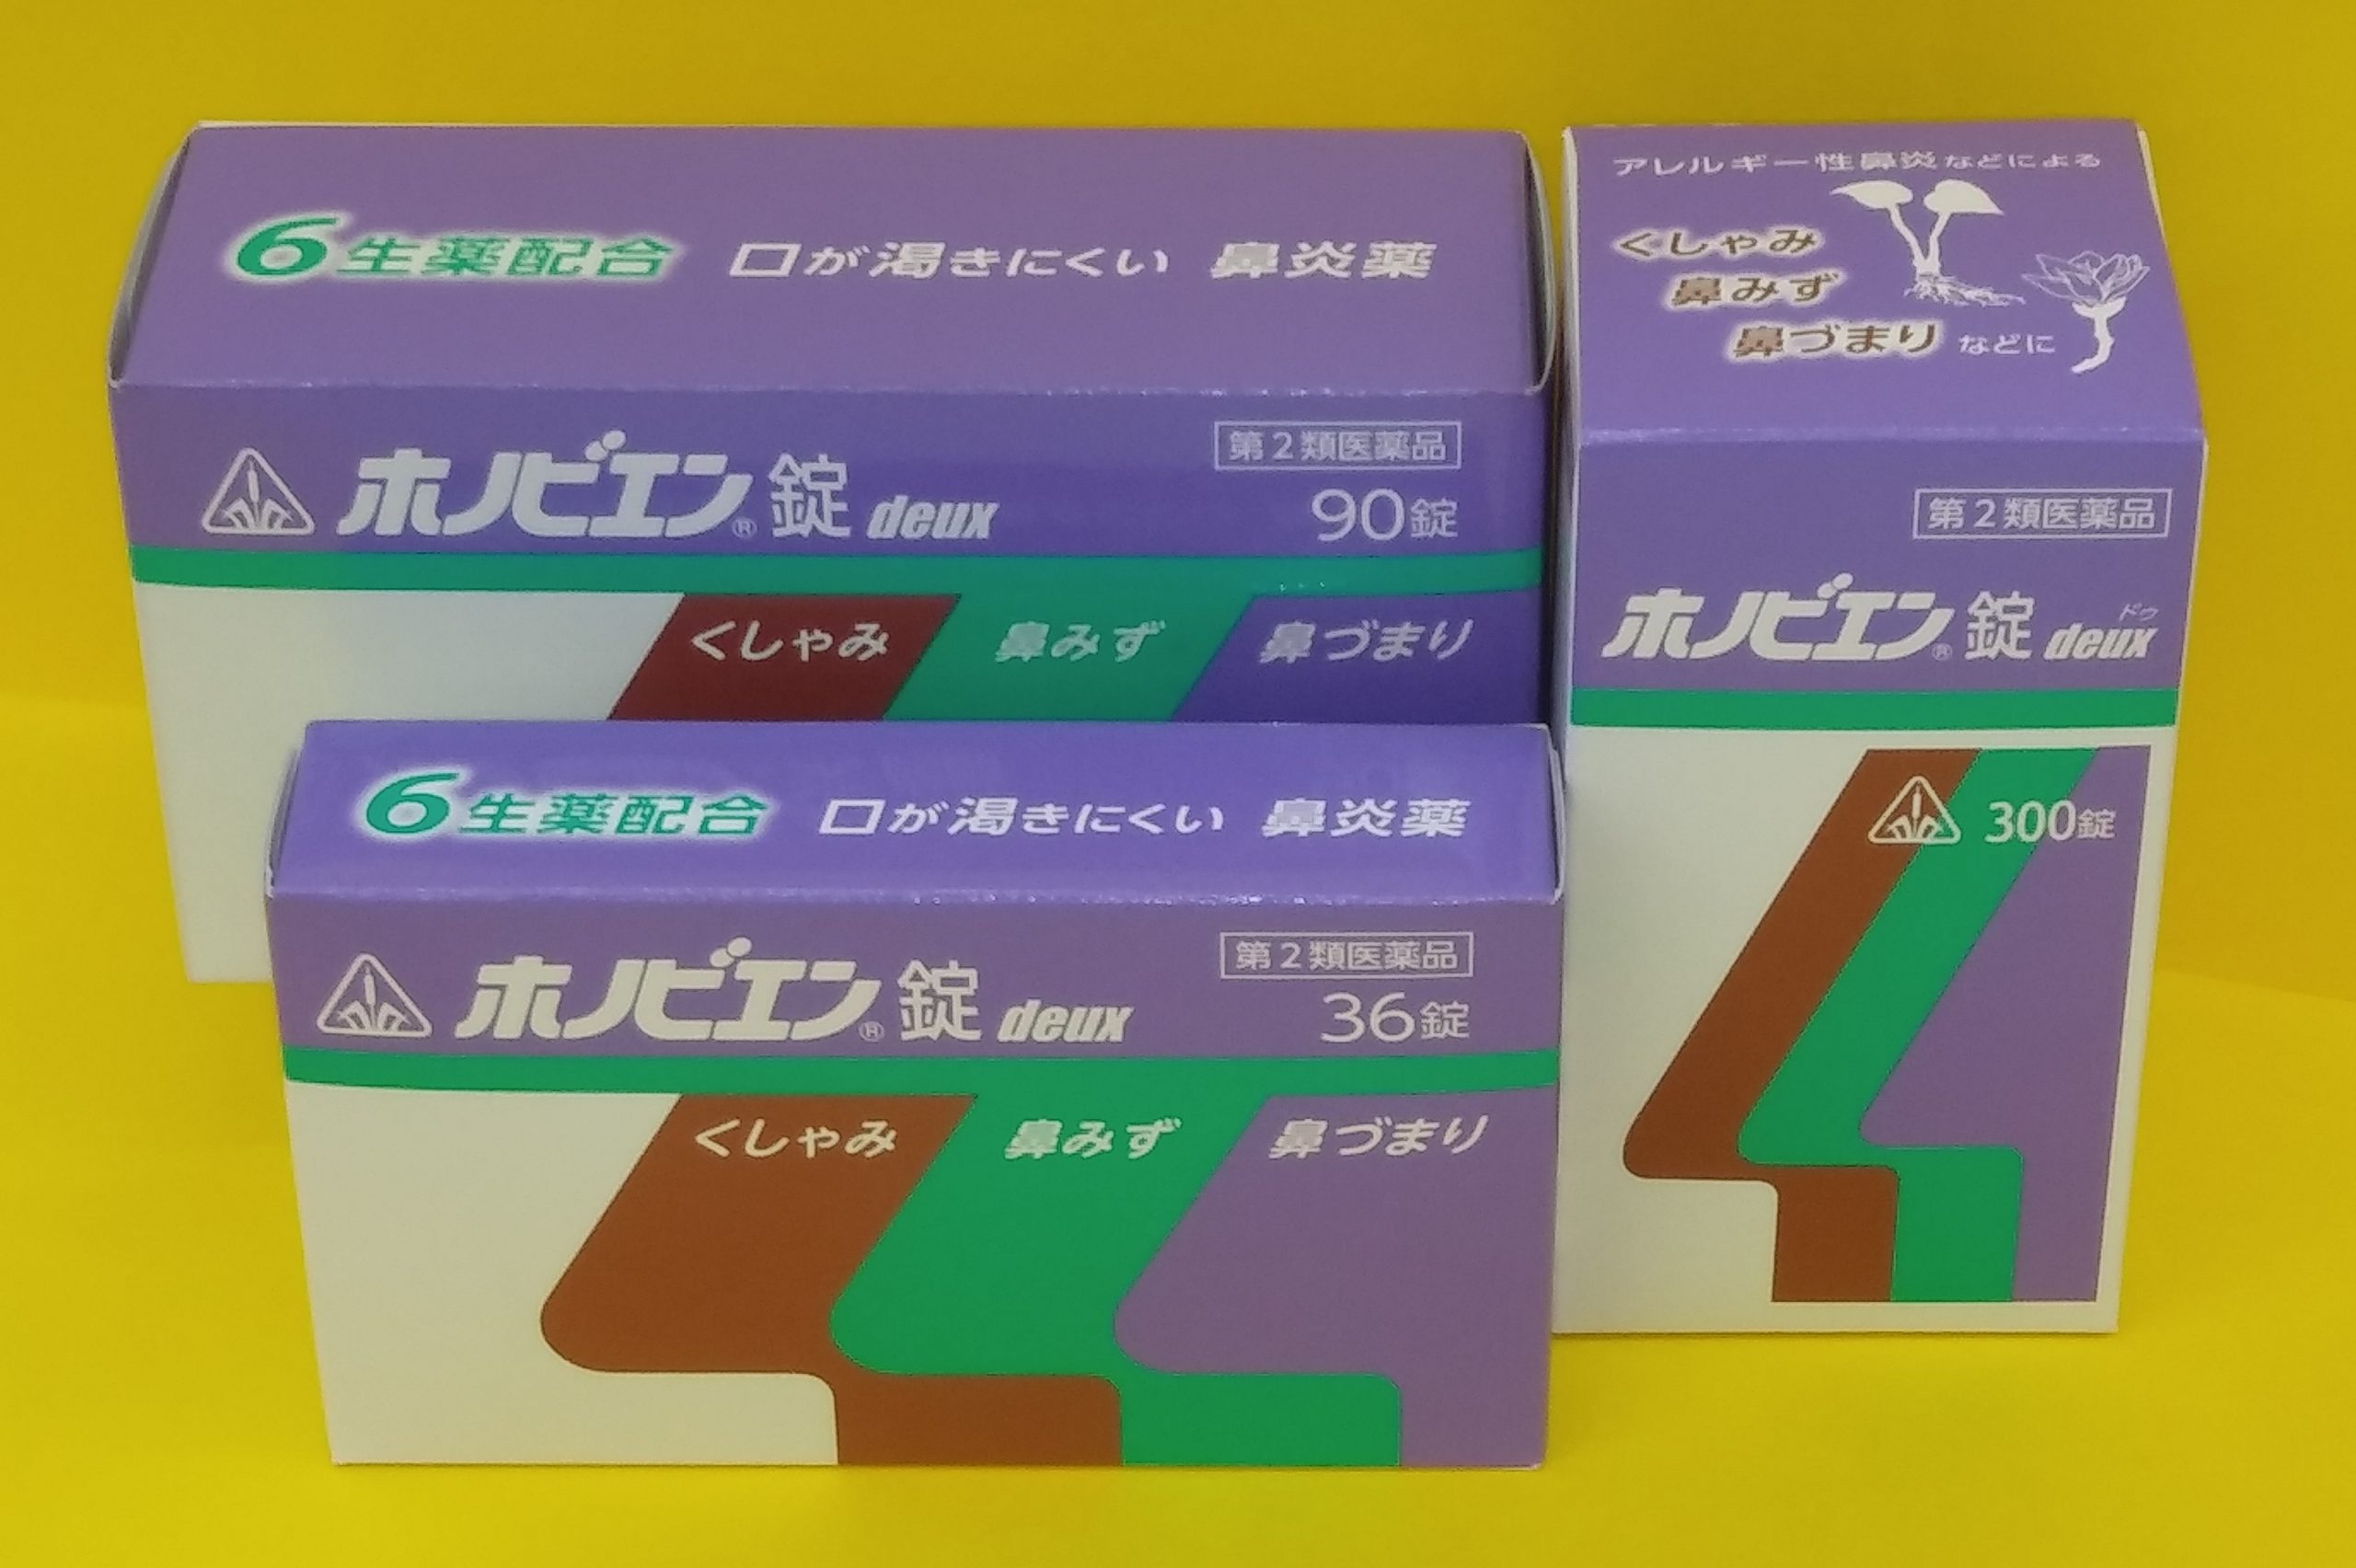 6生薬配合 口が渇きにくい 鼻炎薬
第2類医薬品
ホノビエン®錠 deux
90錠
くしゃみ 鼻みず 鼻づまり
6生薬配合 口が渇きにくい 鼻炎薬
第2類医薬品
ホノビエン®錠 deux
36錠
くしゃみ 鼻みず 鼻づまり
アレルギー性鼻炎などによる
くしゃみ
鼻みず
鼻づまり などに
第2類医薬品
ドゥ
ホノビエン®錠 deux
300錠